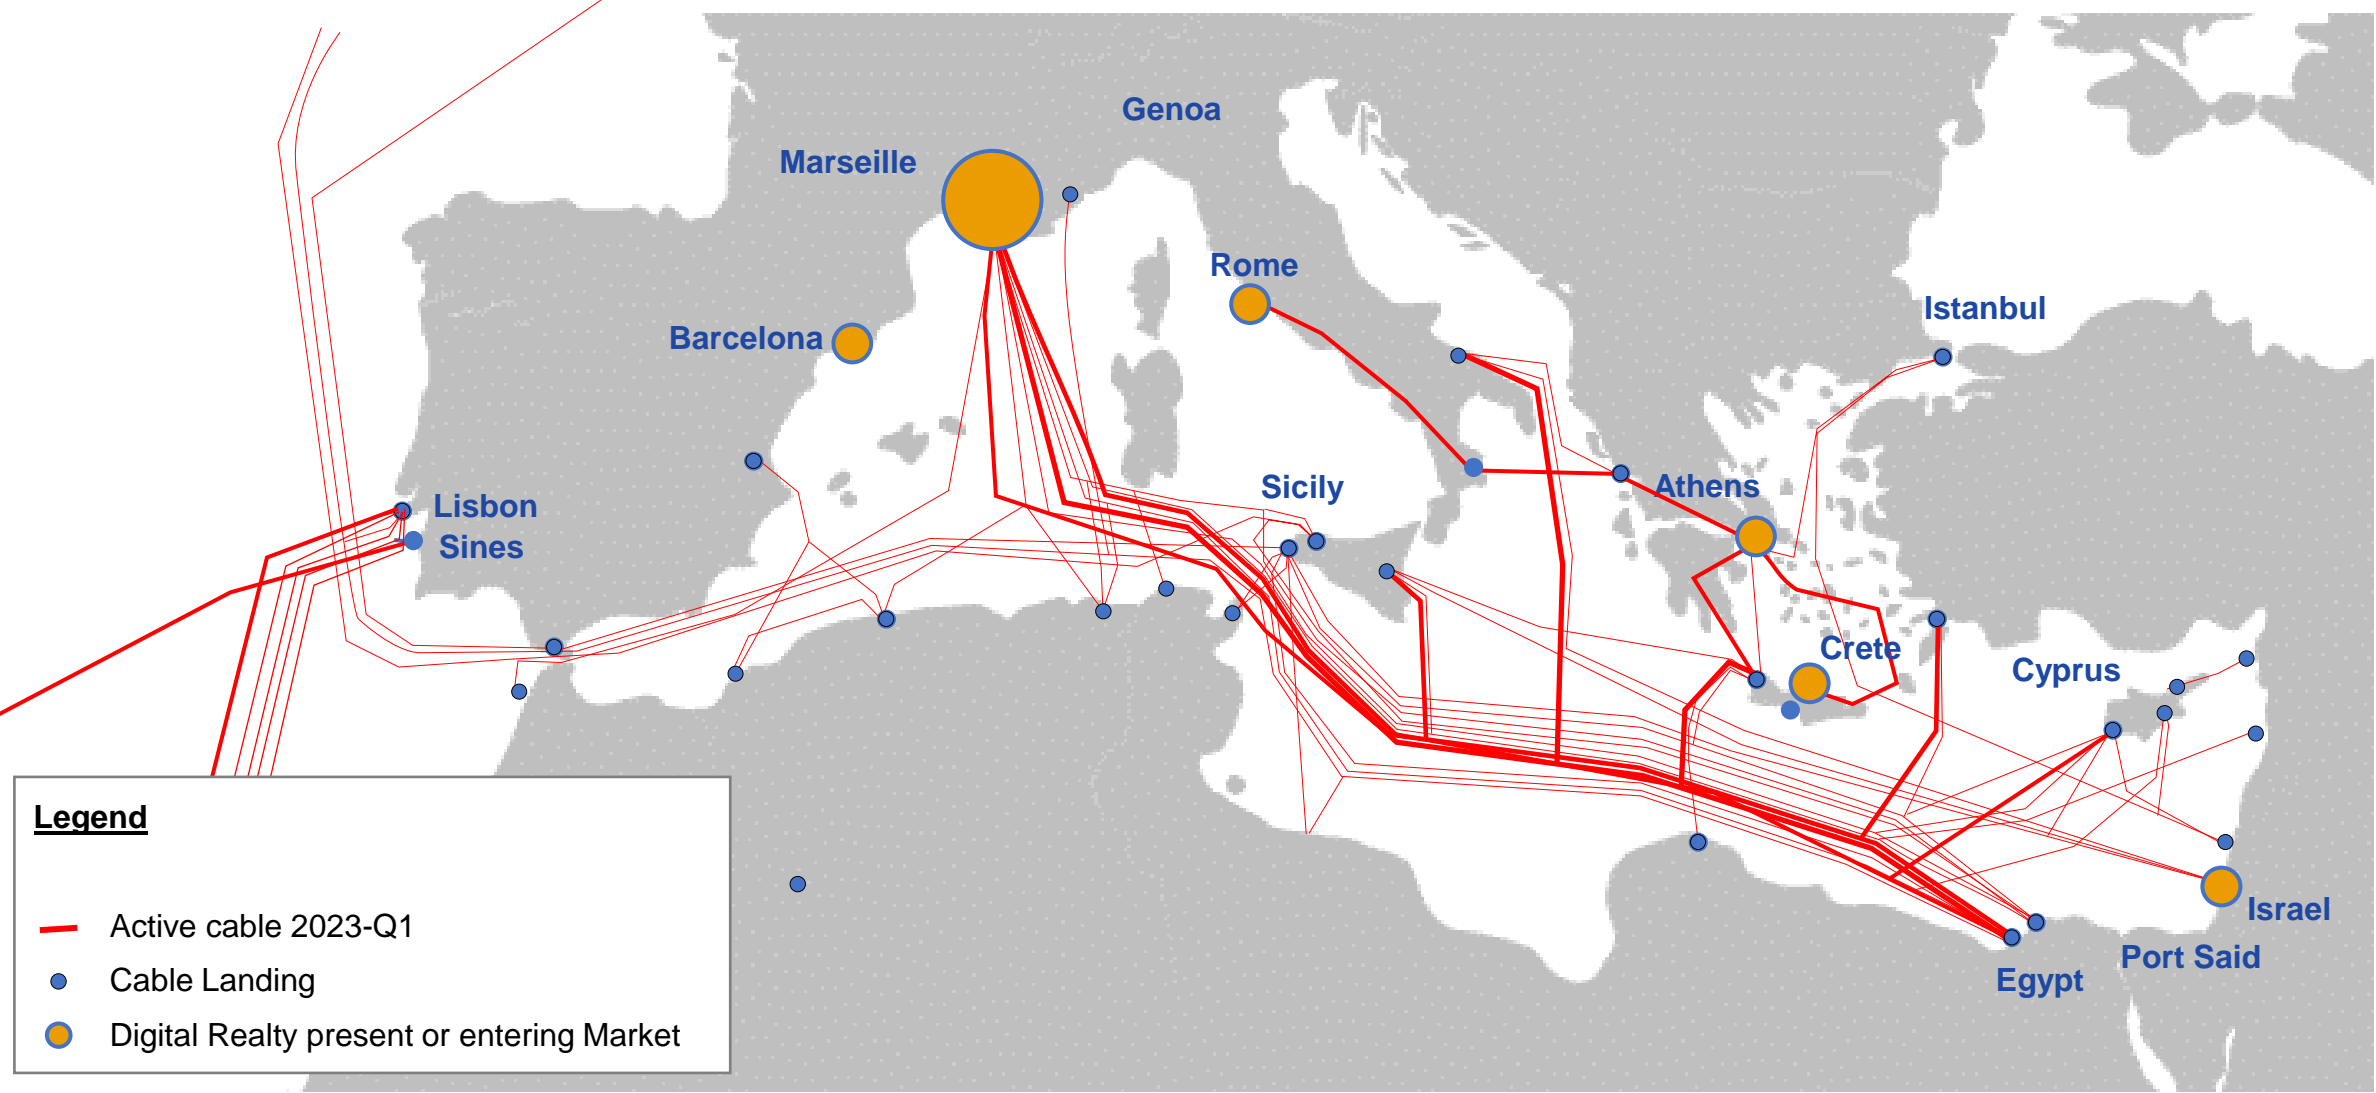 Genoa
Marseille
Rome
Istanbul
Barcelona
Sicily
Athens
Lisbon
Sines
Crete
Cyprus
Israel
Port Said
Egypt
Legend
Active cable 2023-Q1
Cable Landing
Digital Realty present or entering Market